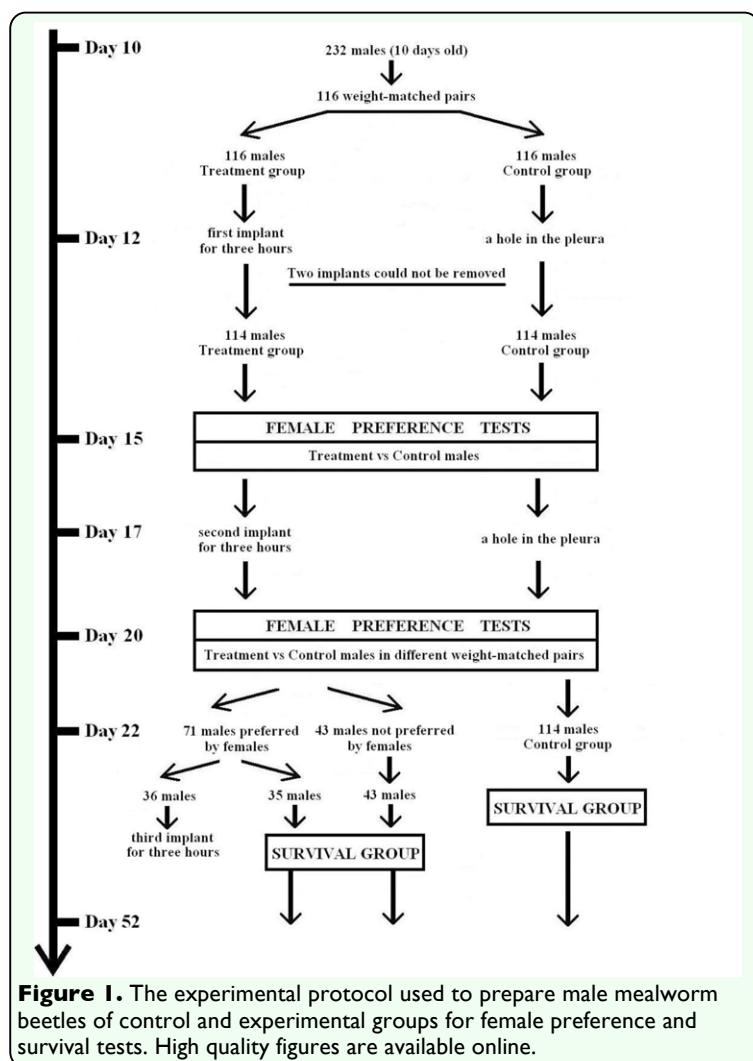 Day 10
232 males (10 days old)
116 weight-matched pairs
116 males
Treatment group
116 males
Control group
Day 12
first implant
for three hours
a hole in the pleura
Two implants could not be removed
114 males
Treatment group
114 males
Control group
Day 15
FEMALE PREFERENCE TESTS
Treatment vs Control males
Day 17
second implant
for three hours
a hole in the pleura
Day 20
FEMALE PREFERENCE TESTS
Treatment vs Control males in different weight-matched pairs
Day 22
71 males preferred
by females
43 males not preferred
by females
114 males
Control group
36 males
35 males
43 males
SURVIVAL GROUP
third implant
for three hours
SURVIVAL GROUP
Day 52
Figure 1. The experimental protocol used to prepare male mealworm
beetles of control and experimental groups for female preference and
survival tests. High quality figures are available online.